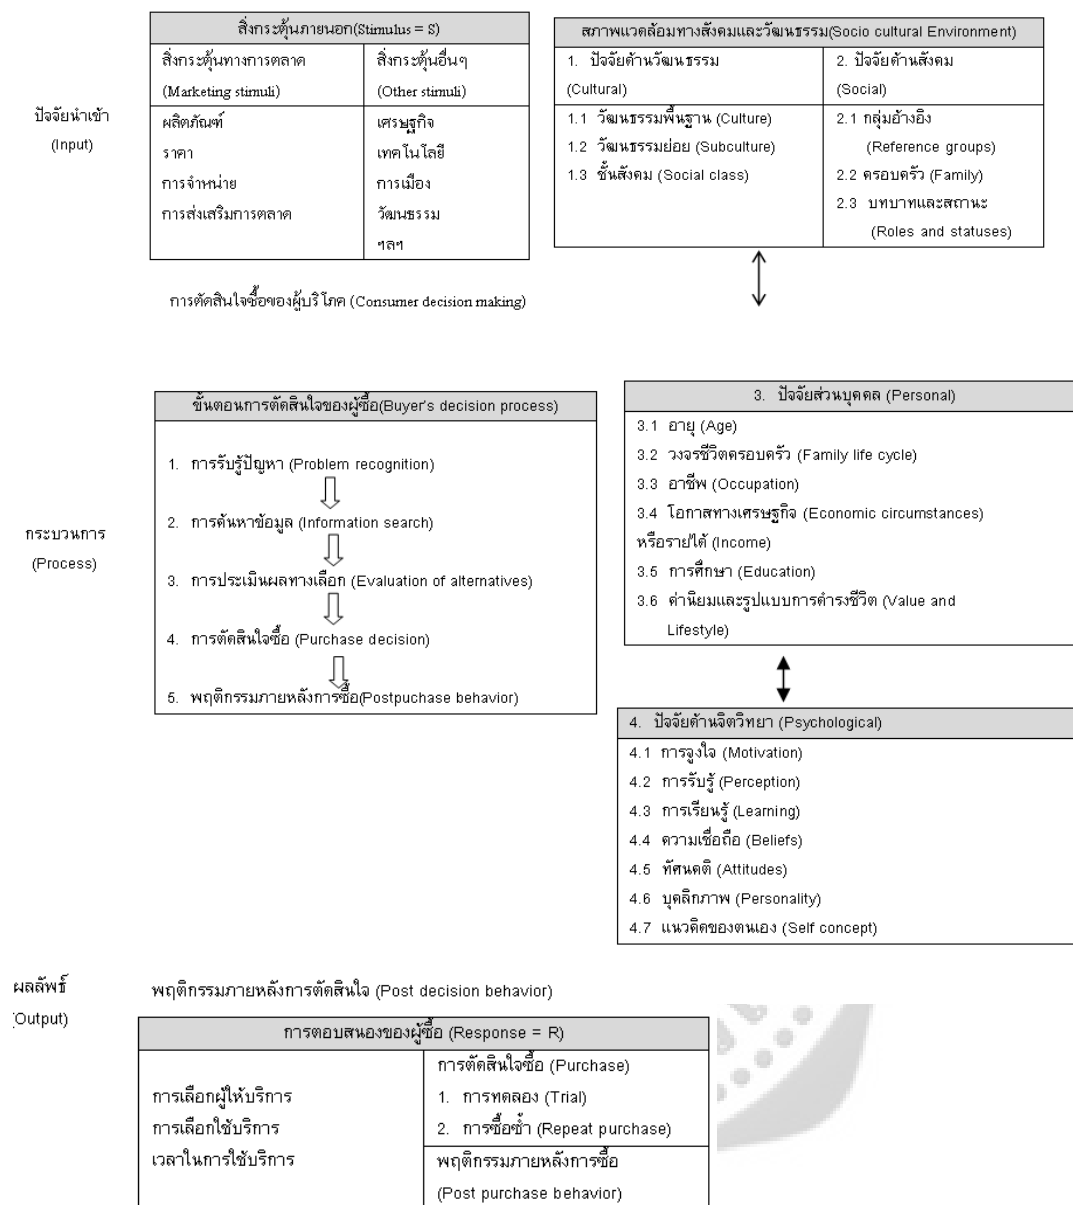 สิ่งกระตุ้นภายนอก(Stimulus = S)
สิ่งกระตุ้นทางการตลาด
(Marketing stimuli)
สิ่งกระตุ้นอื่นๆ
(Other stimuli)
ผลิตภัณฑ์
ราคา
การจำหน่าย
การส่งเสริมการตลาด
เศรษฐกิจ
เทคโนโลยี
การเมือง
วัฒนธรรม
ฯลฯ
สภาพแวดล้อมทางสังคมและวัฒนธรรม(Socio cultural Environment)
1. ปัจจัยด้านวัฒนธรรม
(Cultural)
2. ปัจจัยด้านสังคม
(Social)
1.1 วัฒนธรรมพื้นฐาน (Culture)
1.2 วัฒนธรรมย่อย (Subculture)
1.3 ชั้นสังคม (Social class)
2.1 กลุ่มอ้างอิง
(Reference groups)
2.2 ครอบครัว (Family)
2.3 บทบาทและสถานะ
(Roles and statuses)
ปัจจัยนำเข้า
(Input)
การตัดสินใจซื้อของผู้บริโภค (Consumer decision making)
กระบวนการ
(Process)
ขั้นตอนการตัดสินใจของผู้ซื้อ(Buyer's decision process)
1. การรับรู้ปัญหา (Problem recognition)
2. การค้นหาข้อมูล (Information search)
3. การประเมินผลทางเลือก (Evaluation of alternatives)
4. การตัดสินใจซื้อ (Purchase decision)
5. พฤติกรรมภายหลังการซื้อ(Postpuchase behavior)
3. ปัจจัยส่วนบุคคล (Personal)
3.1 อายุ (Age)
3.2 วงจรชีวิตครอบครัว (Family life cycle)
3.3 อาชีพ (Occupation)
3.4 โอกาสทางเศรษฐกิจ (Economic circumstances)
หรือรายได้ (Income)
3.5 การศึกษา (Education)
3.6 ค่านิยมและรูปแบบการดำรงชีวิต (Value and
Lifestyle)
4. ปัจจัยด้านจิตวิทยา (Psychological)
4.1 การจูงใจ (Motivation)
4.2 การรับรู้ (Perception)
4.3 การเรียนรู้ (Learning)
4.4 ความเชื่อถือ (Beliefs)
4.5 ทัศนคติ (Attitudes)
4.6 บุคลิกภาพ (Personality)
4.7 แนวคิดของตนเอง (Self concept)
ผลลัพธ์
(Output)
พฤติกรรมภายหลังการตัดสินใจ (Post decision behavior)
การตอบสนองของผู้ซื้อ (Response = R)
การเลือกผู้ให้บริการ
การเลือกใช้บริการ
เวลาในการใช้บริการ
การตัดสินใจซื้อ (Purchase)
1. การทดลอง (Trial)
2. การซื้อซ้ำ (Repeat purchase)
พฤติกรรมภายหลังการซื้อ
(Post purchase behavior)